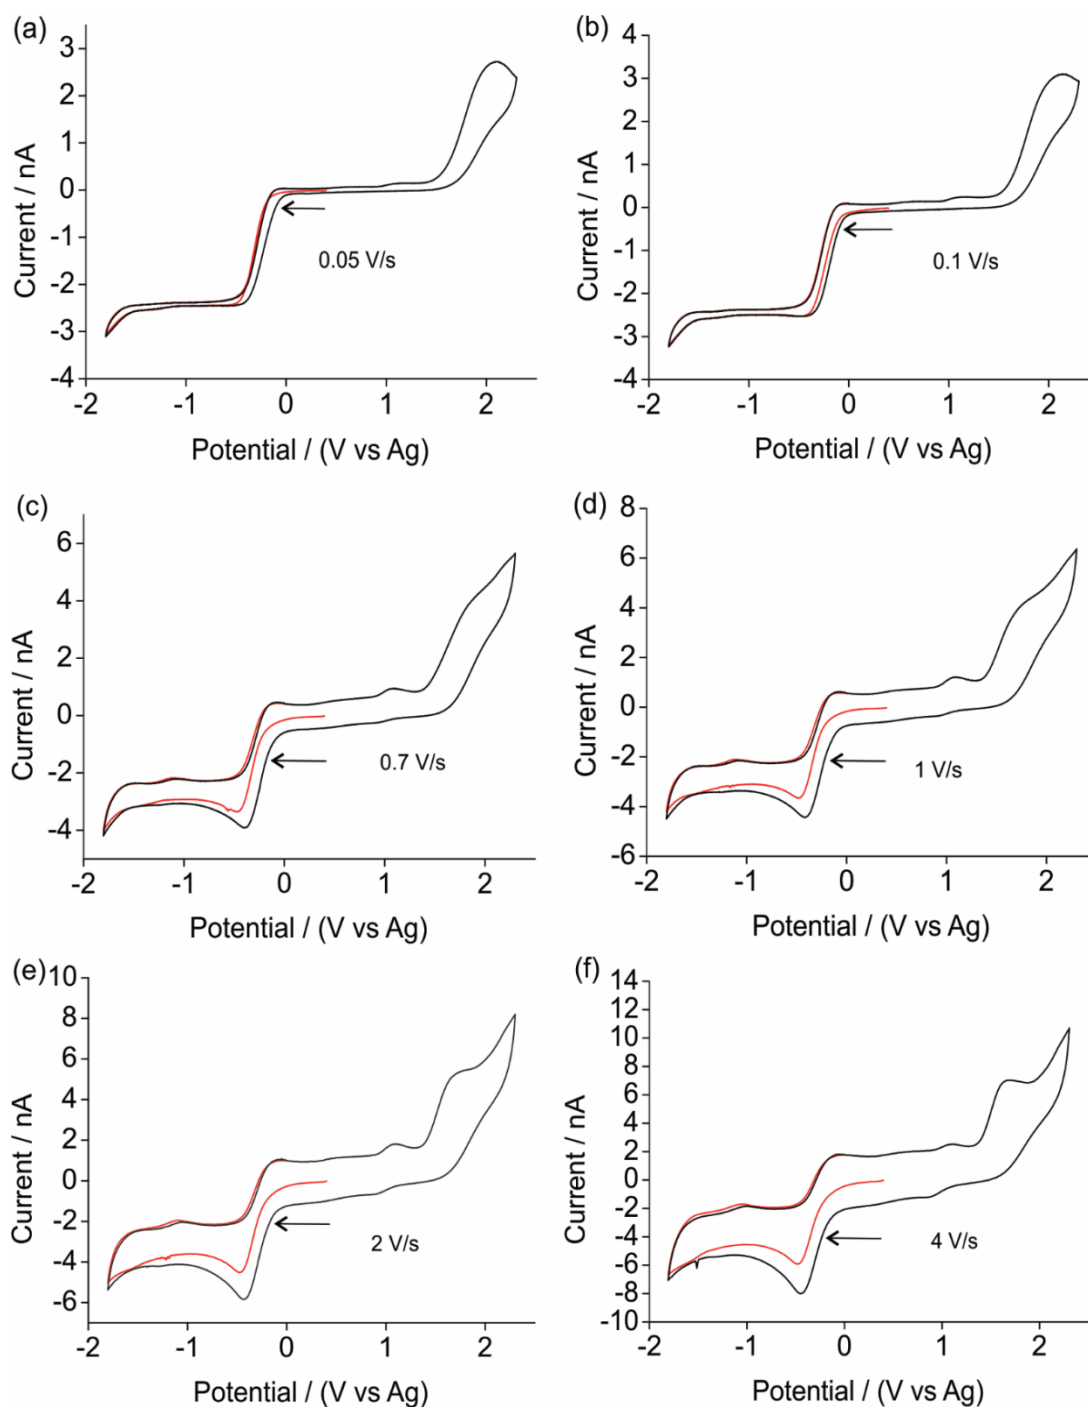 (a)
3
2
1
0
-1
-2
-3
-4
-2 -1 0 1 2
Current / nA
Potential / (V vs Ag)
0.05 V/s
(b)
4
3
2
1
0
-1
-2
-3
-4
-2 -1 0 1 2
Current / nA
Potential / (V vs Ag)
0.1 V/s
(c)
6
4
2
0
-2
-4
-2 -1 0 1 2
Current / nA
Potential / (V vs Ag)
0.7 V/s
(d)
8
6
4
2
0
-2
-4
-6
-2 -1 0 1 2
Current / nA
Potential / (V vs Ag)
1 V/s
(e)
10
8
6
4
2
0
-2
-4
-6
-2 -1 0 1 2
Current / nA
Potential / (V vs Ag)
2 V/s
(f)
14
12
10
8
6
4
2
0
-2
-4
-6
-8
-10
-2 -1 0 1 2
Current / nA
Potential / (V vs Ag)
4 V/s